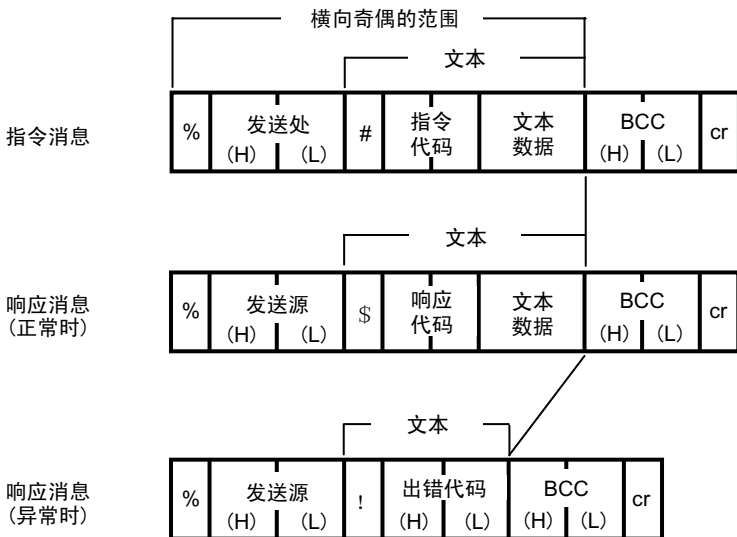 横向奇偶的范围
文本
指令消息
% 发送处 (H) (L) # 指令代码 文本数据 BCC (H) (L) cr
文本
响应消息
(正常时)
% 发送源 (H) (L) $ 响应代码 文本数据 BCC (H) (L) cr
文本
响应消息
(异常时)
% 发送源 (H) (L) ! 出错代码 (H) (L) BCC (H) (L) cr